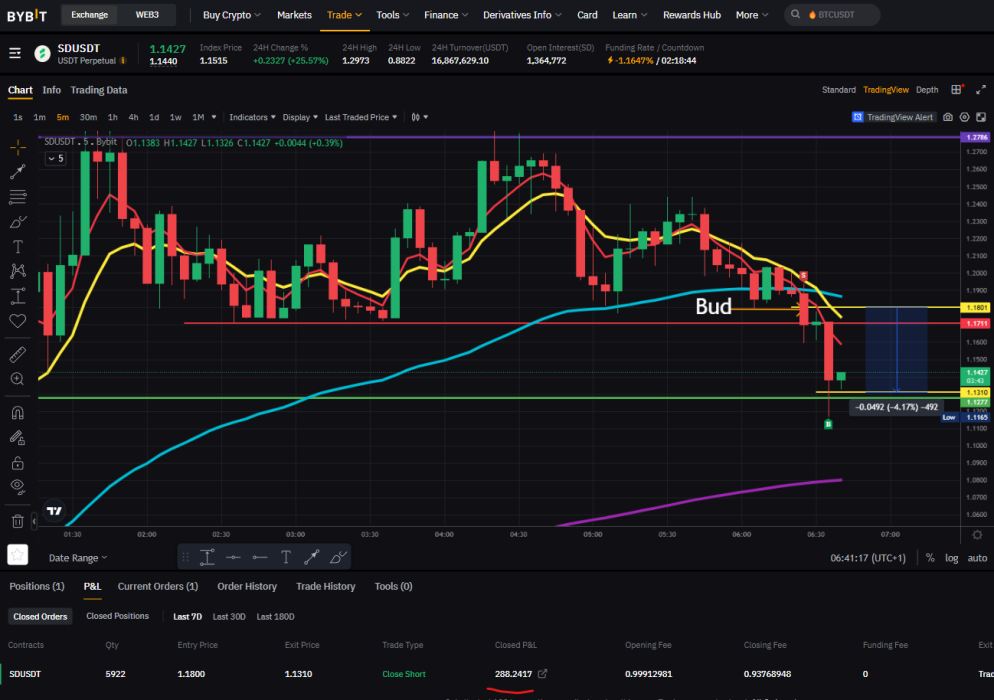 BYBIT Exchange WEB3 Buy Crypto Markets Trade Tools Finance Derivatives Info Card Learn Rewards Hub More BTCUSDT
SDUSDT 1.1427 Index Price 24H Change % 24H High 24H Low 24H Turnover(USDT) Open Interest(SD) Funding Rate / Countdown
USDT Perpetual 1.1440 1.1515 +0.2327 (+25.57%) 1.2973 0.8822 16,867,629.10 1,364,772 -1.1647% / 02:18:44
Chart Info Trading Data Standard TradingView Depth
1s 1m 5m 30m 1h 4h 1d 1w 1M Indicators Display Last Traded Price TradingView Alert
SDUSDT . 5 . Bybit O1.1383 H1.1427 L1.1326 C1.1427 +0.0044 (+0.39%)
5
1.2786
1.2700
1.2600
1.2500
1.2400
1.2300
1.2200
1.2100
1.2000
S
1.1900
Bud
1.1801
1.1711
1.1600
1.1500
1.1427
03:43
1.1310
1.1277
-0.0492 (-4.17%) -492
Low 1.1165
B
1.1100
1.1000
1.0900
1.0800
1.0700
1.0600
01:30 02:00 02:30 03:00 03:30 04:00 04:30 05:00 05:30 06:00 06:30 07:00
Date Range T 06:41:17 (UTC+1) % log auto
Positions (1) P&L Current Orders (1) Order History Trade History Tools (0)
Closed Orders Closed Positions Last 7D Last 30D Last 180D
Contracts Qty Entry Price Exit Price Trade Type Closed P&L Opening Fee Closing Fee Funding Fee Exit
SDUSDT 5922 1.1800 1.1310 Close Short 288.2417 0.99912981 0.93768948 0 Trac